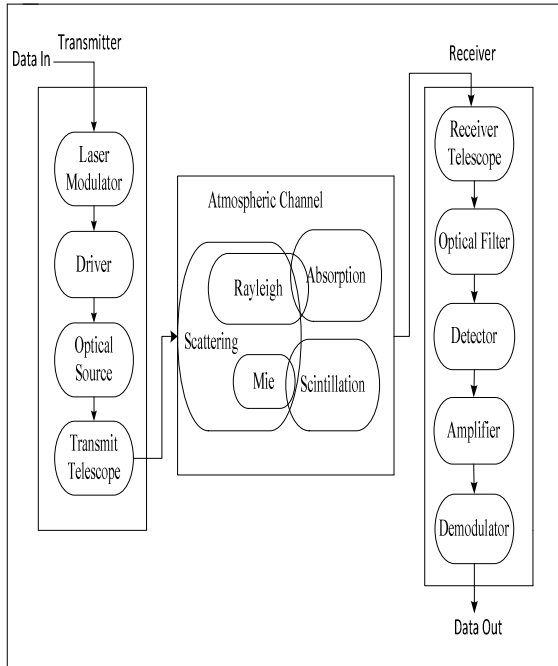 Transmitter
Data In
Laser
Modulator
Driver
Optical
Source
Transmit
Telescope
Atmospheric Channel
Rayleigh
Absorption
Scattering
Mie
Scintillation
Receiver
Receiver
Telescope
Optical Filter
Detector
Amplifier
Demodulator
Data Out